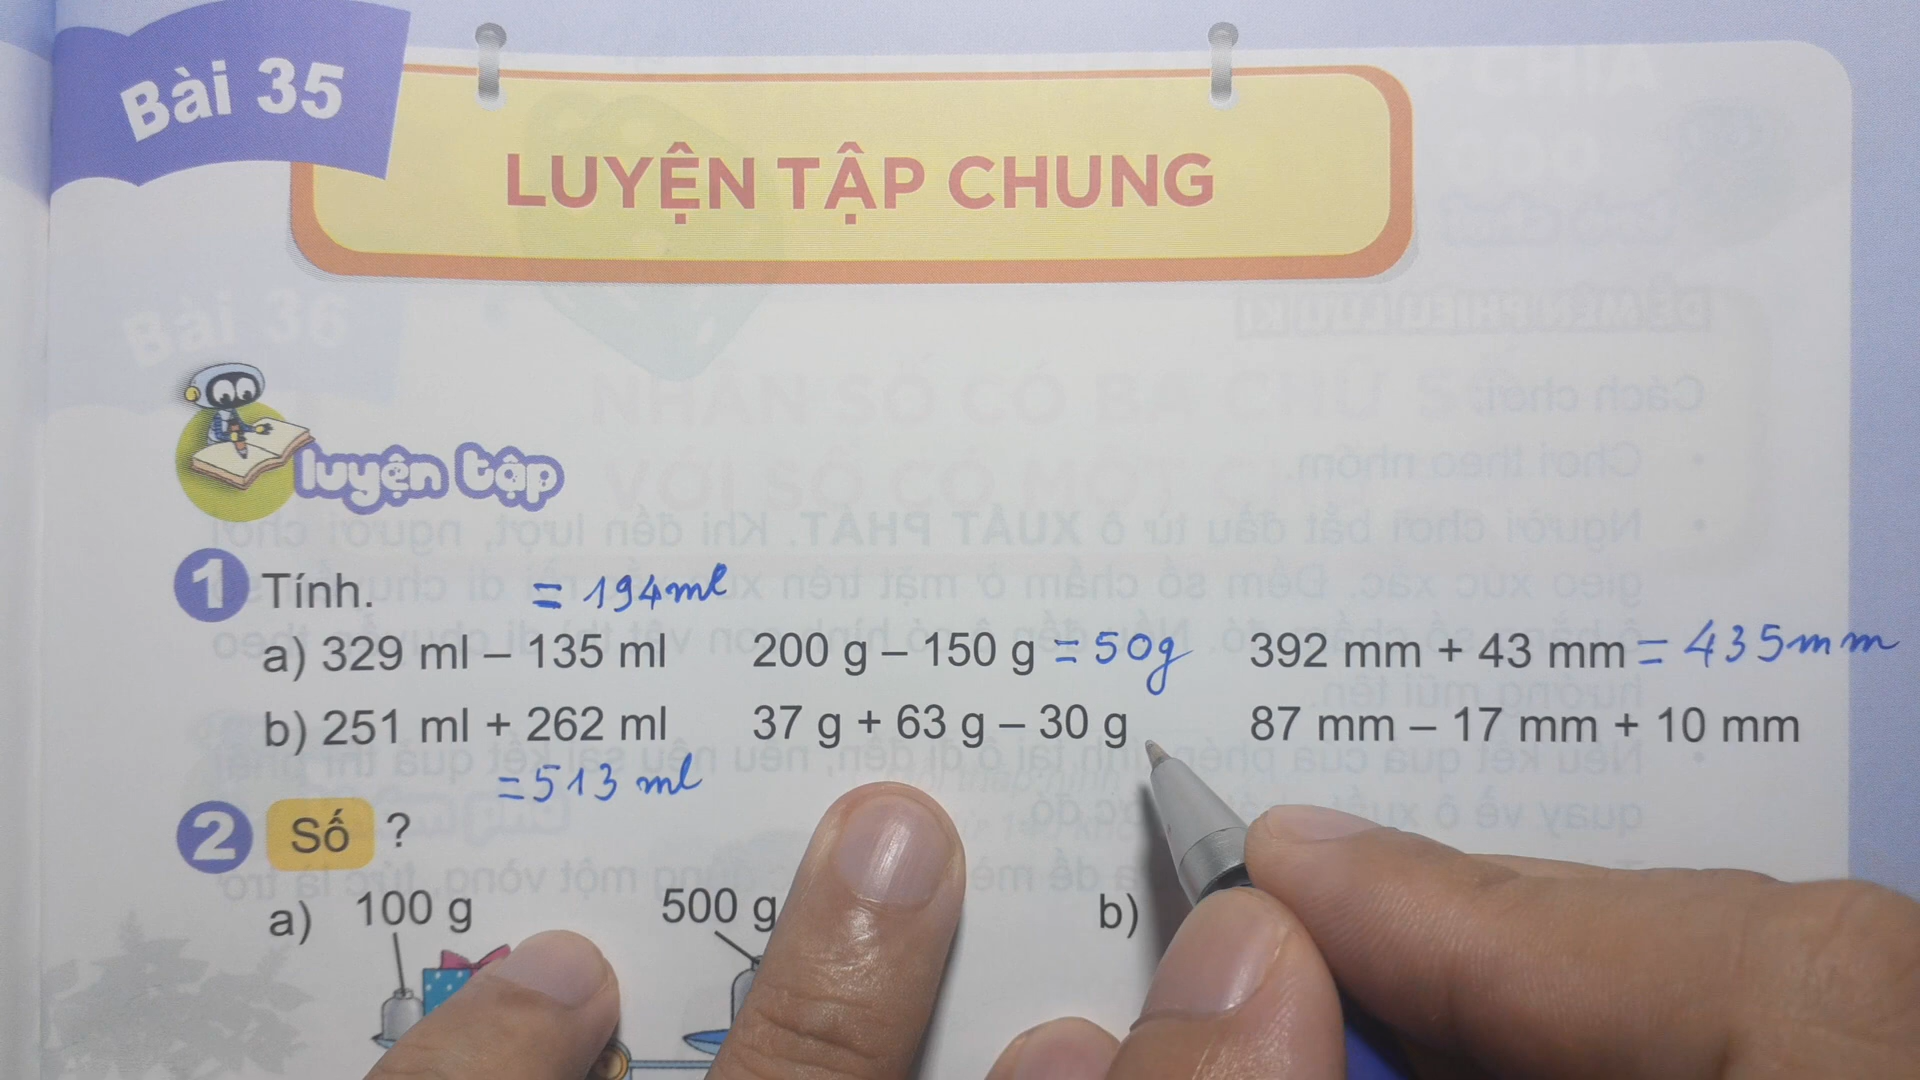 Bài 35
LUYỆN TẬP CHUNG
luyện tập
1 Tính.
= 194ml
a) 329 ml – 135 ml 200 g – 150 g = 50g 392 mm + 43 mm = 435mm
b) 251 ml + 262 ml 37 g + 63 g – 30 g 87 mm – 17 mm + 10 mm
= 513 ml
2 Số ?
a) 100 g 500 g b)